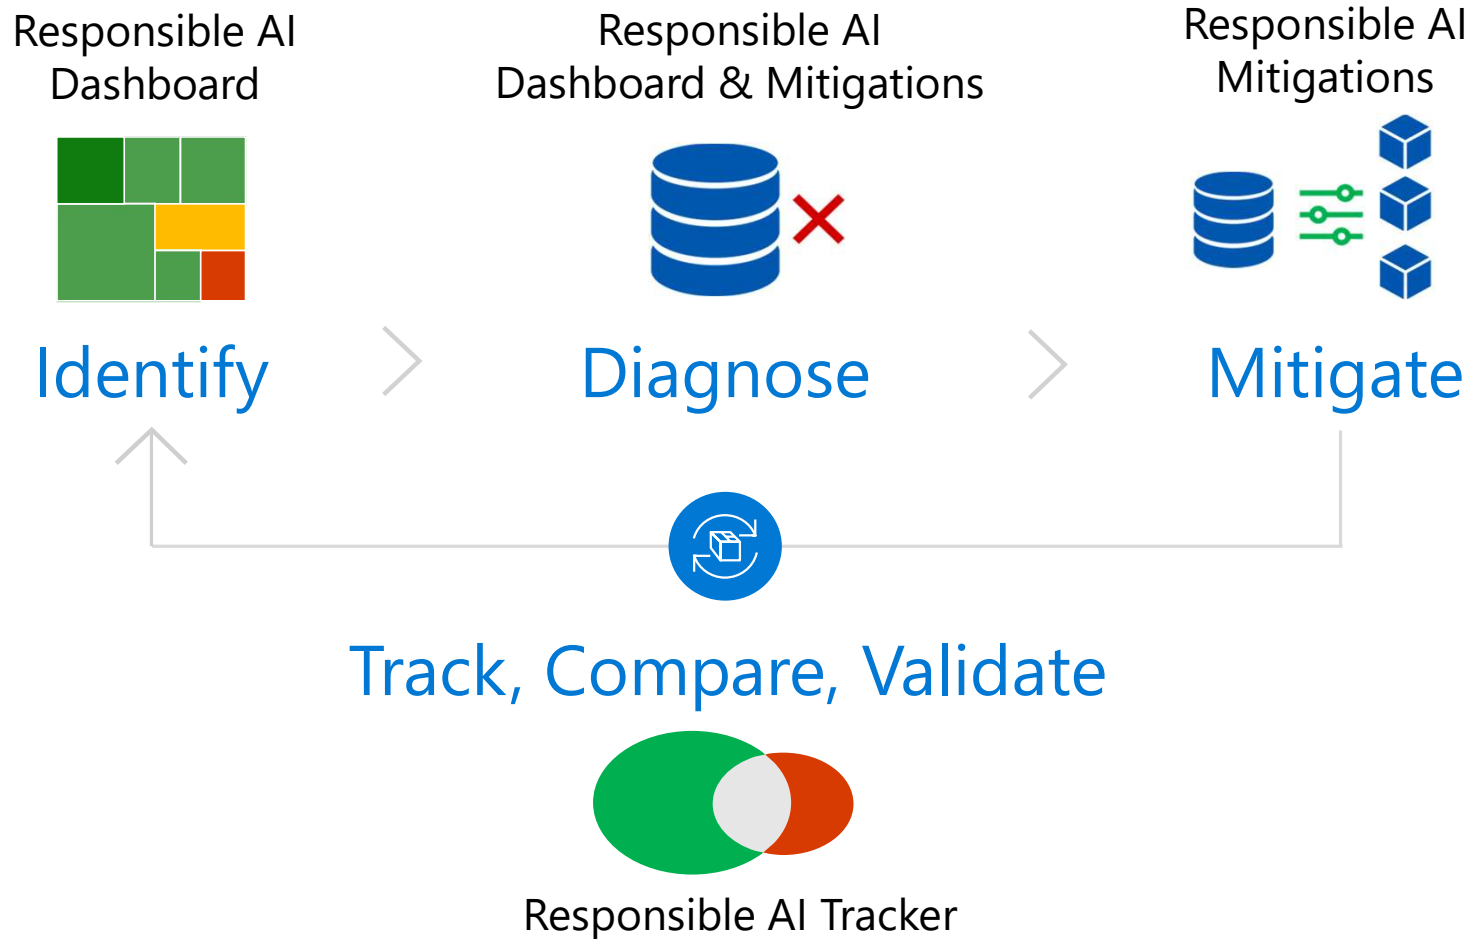 Responsible AI
Dashboard
Responsible AI
Dashboard & Mitigations
Responsible AI
Mitigations
Identify
Diagnose
Mitigate
Track, Compare, Validate
Responsible AI Tracker